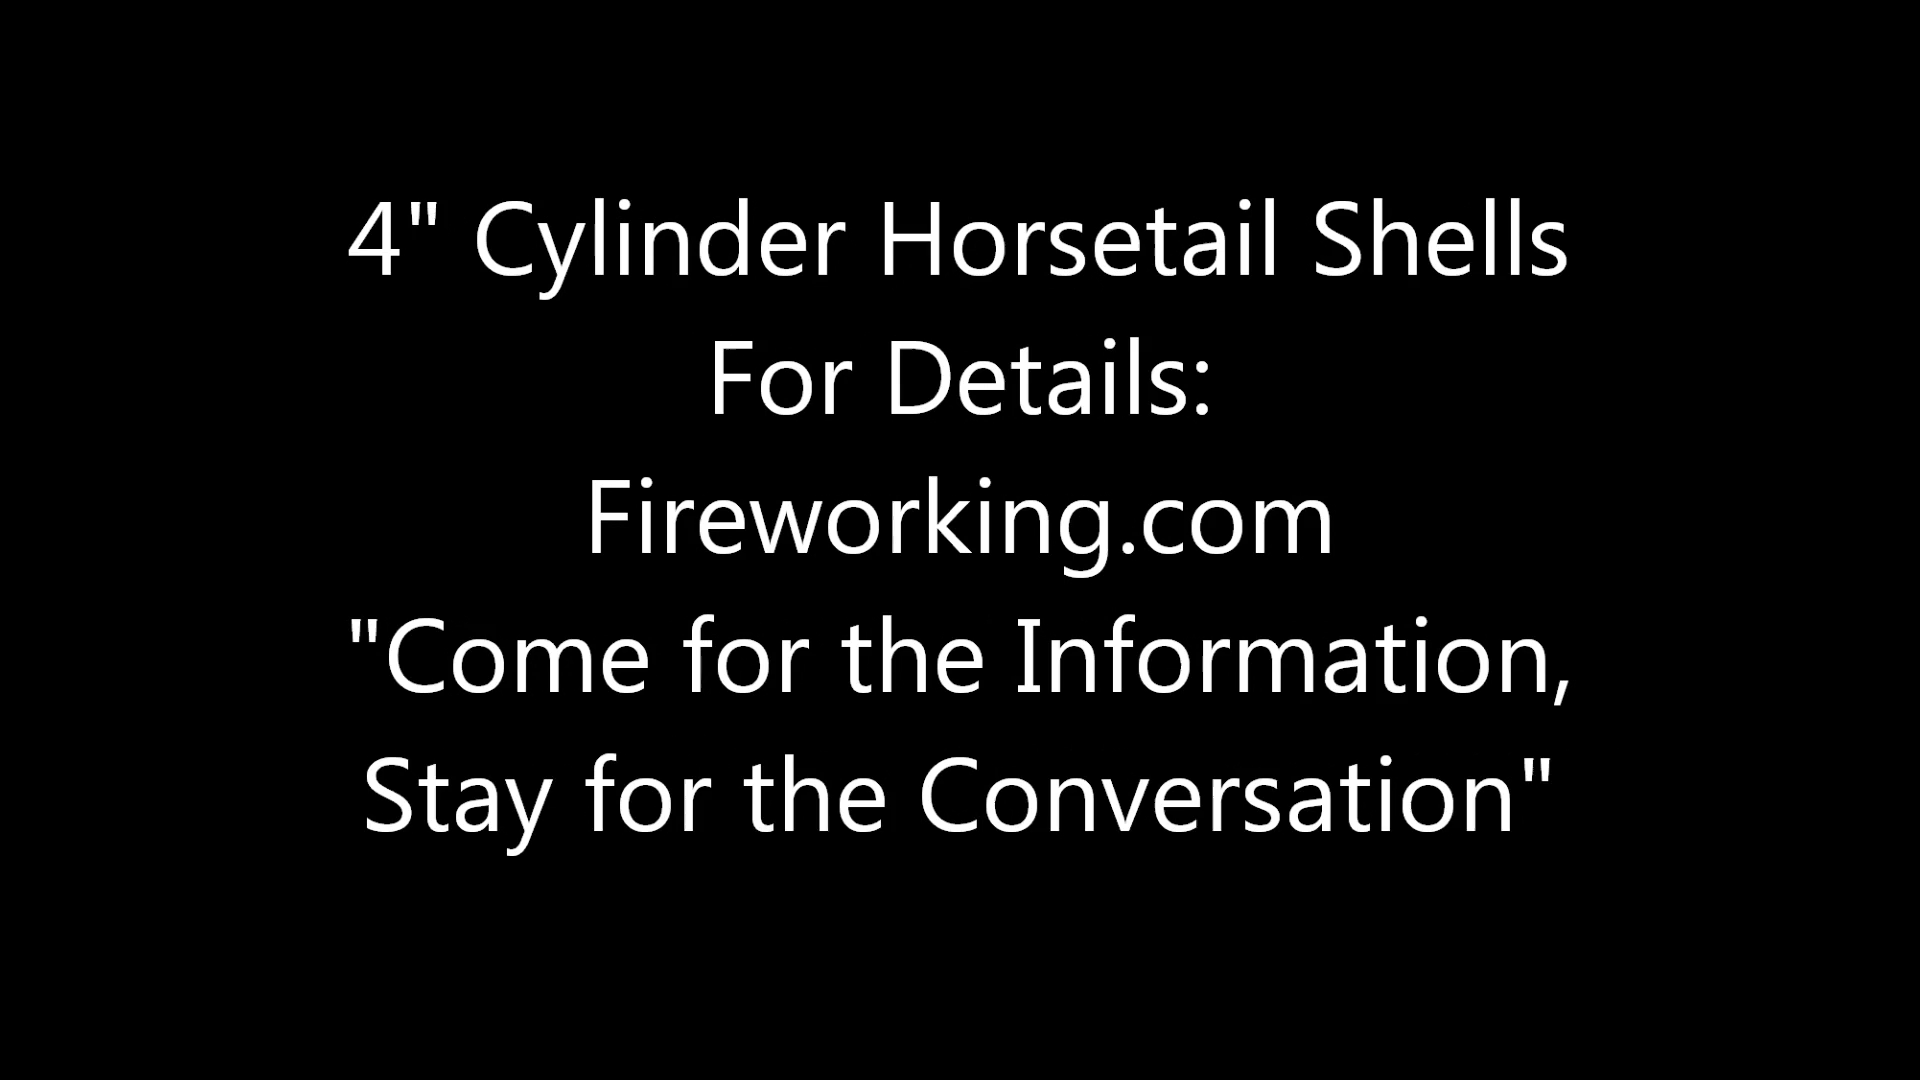 4" Cylinder Horsetail Shells
For Details:
Fireworking.com
"Come for the Information,
Stay for the Conversation"